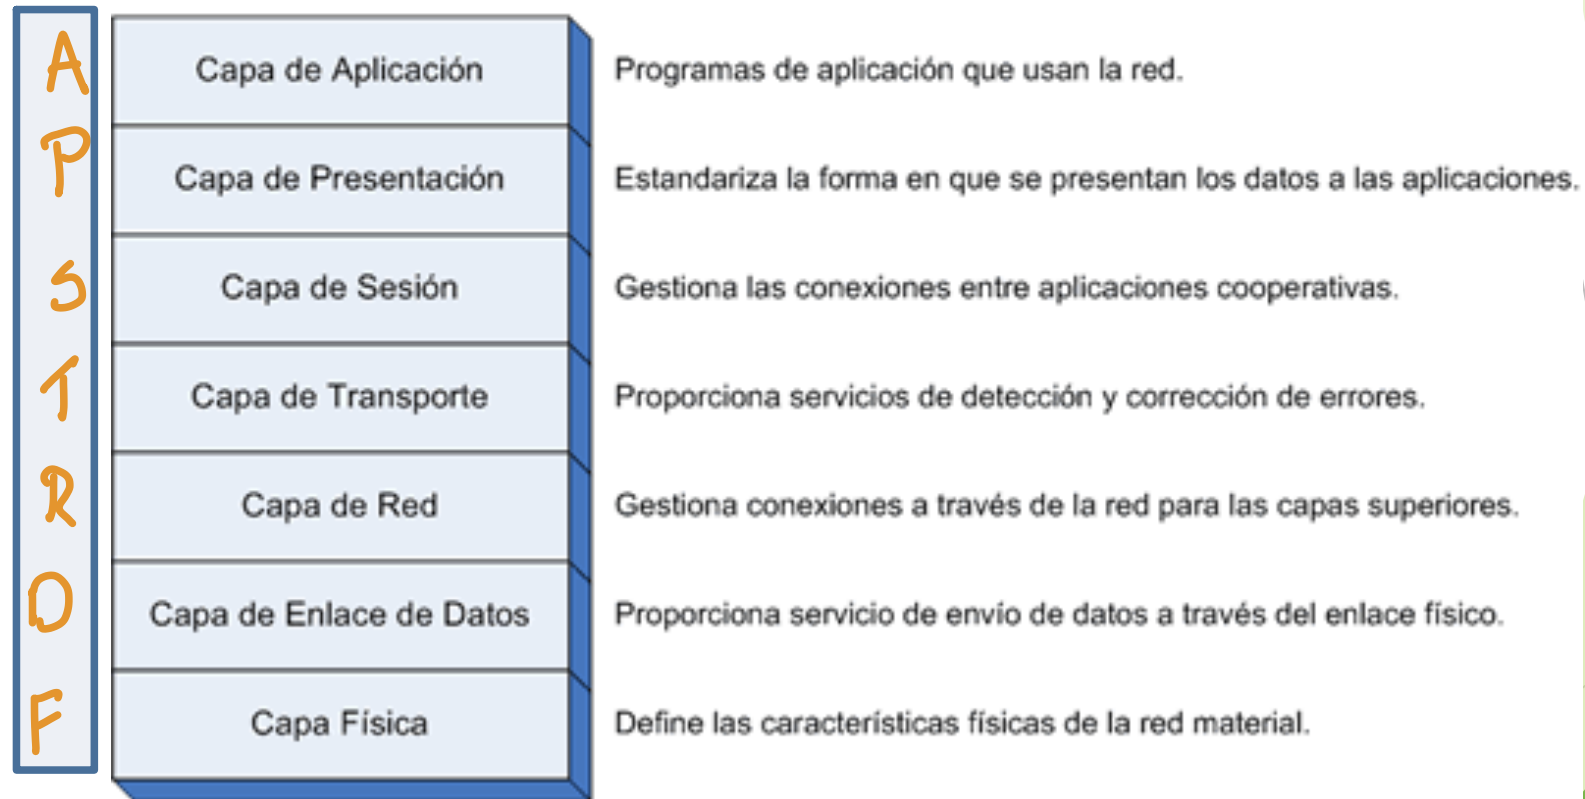 A
Capa de Aplicación
Programas de aplicación que usan la red.
P
Capa de Presentación
Estandariza la forma en que se presentan los datos a las aplicaciones.
S
Capa de Sesión
Gestiona las conexiones entre aplicaciones cooperativas.
T
Capa de Transporte
Proporciona servicios de detección y corrección de errores.
R
Capa de Red
Gestiona conexiones a través de la red para las capas superiores.
D
Capa de Enlace de Datos
Proporciona servicio de envío de datos a través del enlace físico.
F
Capa Física
Define las características físicas de la red material.